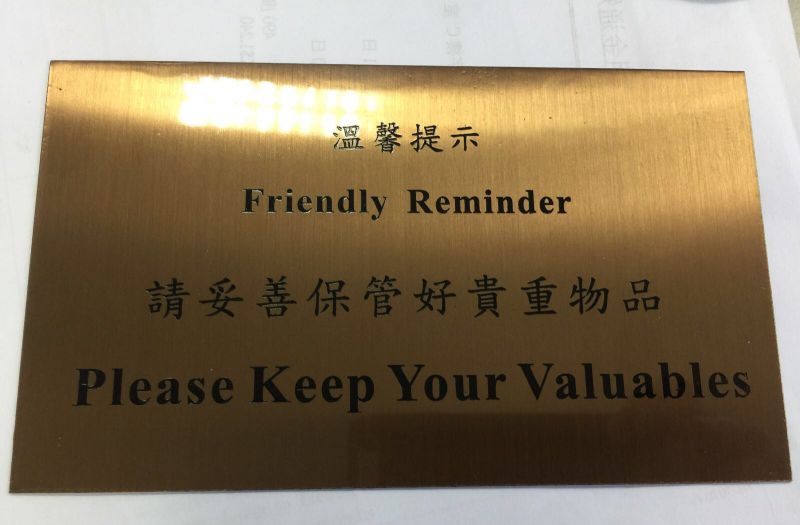 溫馨提示
Friendly Reminder
請妥善保管好貴重物品
Please Keep Your Valuables